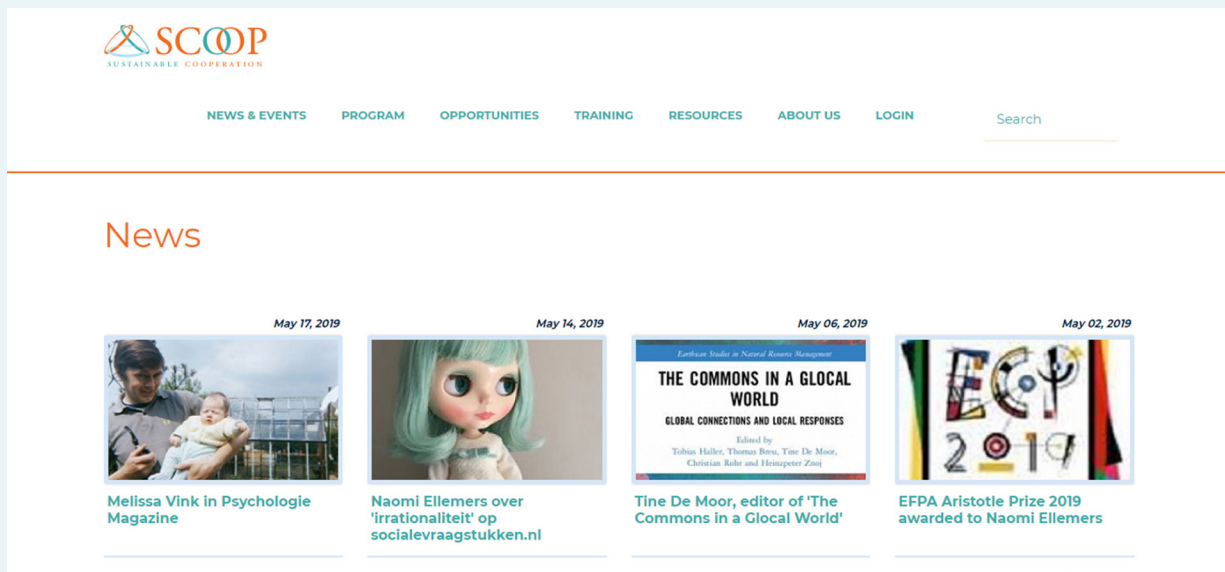 SCOOP
SUSTAINABLE COOPERATION
NEWS & EVENTS PROGRAM OPPORTUNITIES TRAINING RESOURCES ABOUT US LOGIN Search
News
May 17, 2019
Melissa Vink in Psychologie
Magazine
May 14, 2019
Naomi Ellemers over
'irrationaliteit' op
socialevraagstukken.nl
May 06, 2019
Earthscan Studies in Natural Resource Management
THE COMMONS IN A GLOCAL
WORLD
GLOBAL CONNECTIONS AND LOCAL RESPONSES
Edited by
Tobias Haller, Thomas Breu, Tine De Moor,
Christian Rohr and Heinzpeter Znoj
Tine De Moor, editor of 'The
Commons in a Glocal World'
May 02, 2019
ECP
2019
EFPA Aristotle Prize 2019
awarded to Naomi Ellemers